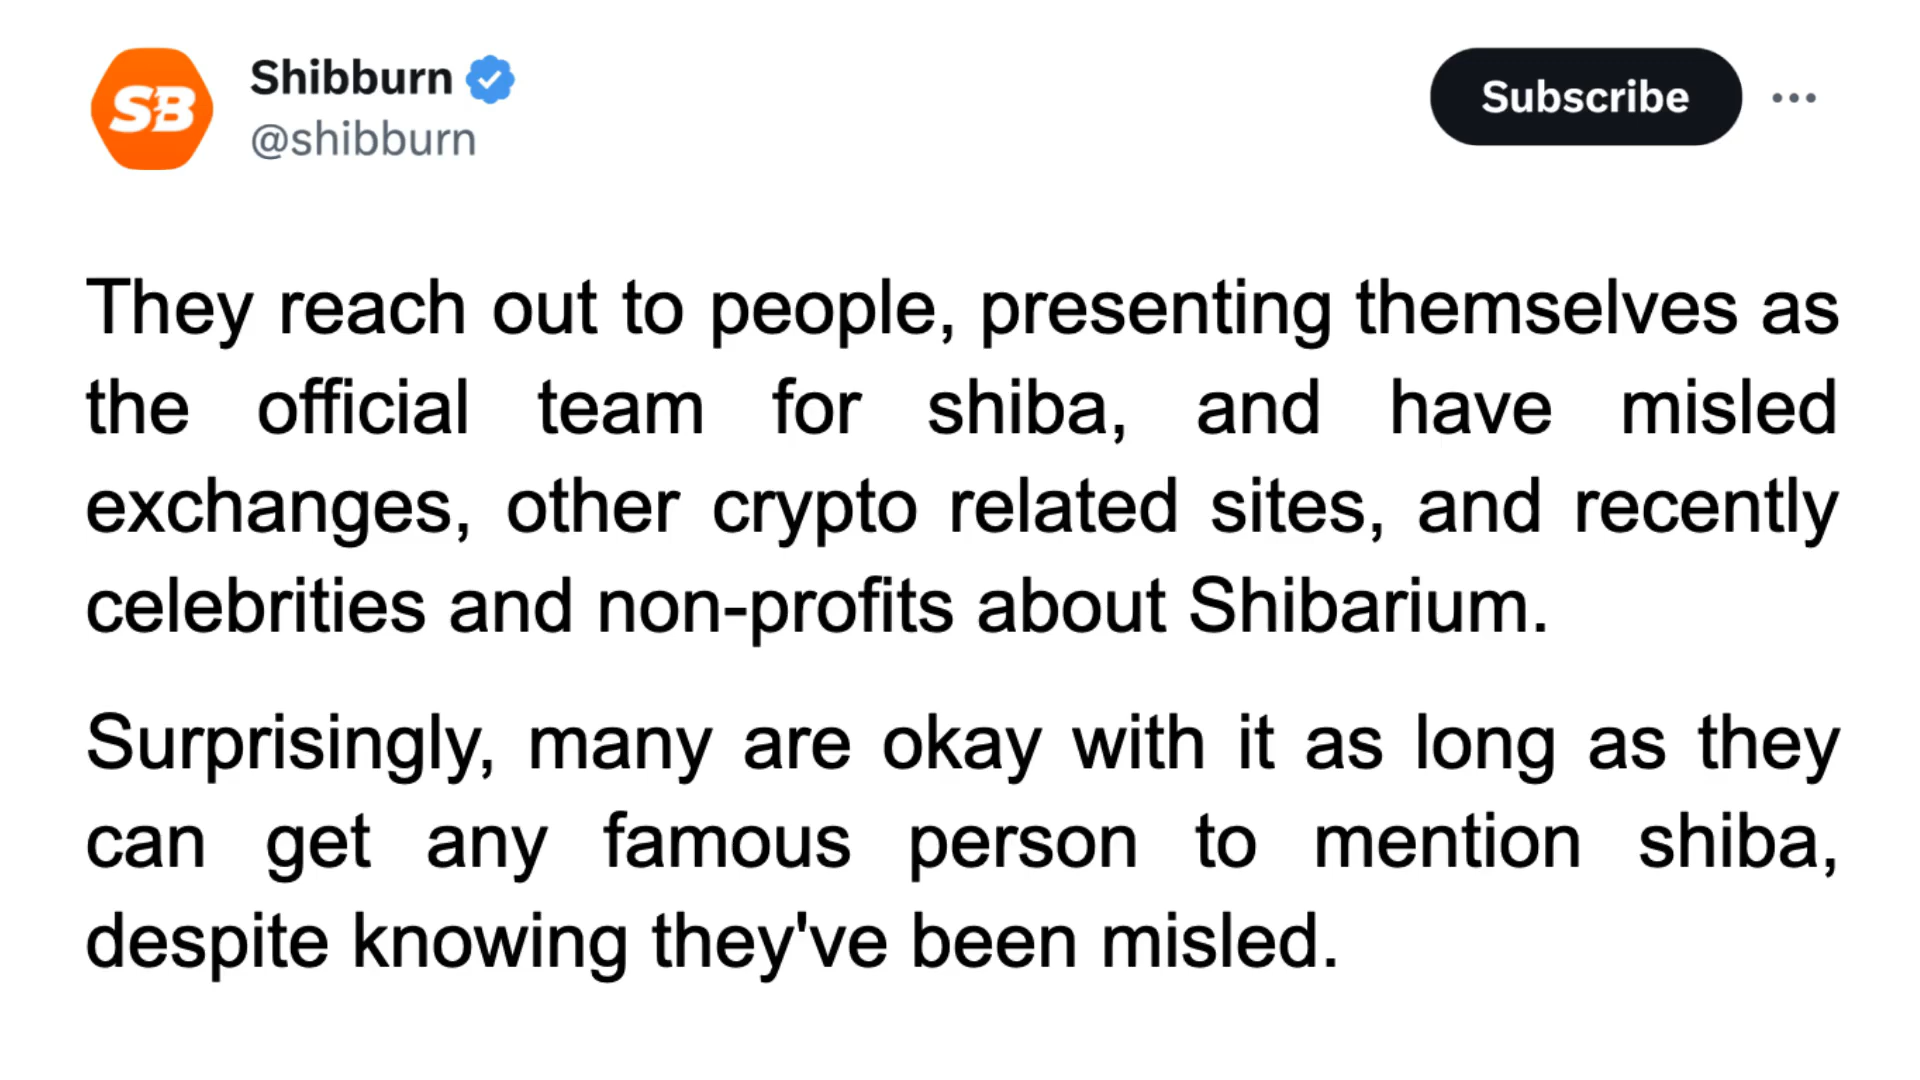 SB
Shibburn
@shibburn
Subscribe
They reach out to people, presenting themselves as
the official team for shiba, and have misled
exchanges, other crypto related sites, and recently
celebrities and non-profits about Shibarium.
Surprisingly, many are okay with it as long as they
can get any famous person to mention shiba,
despite knowing they've been misled.